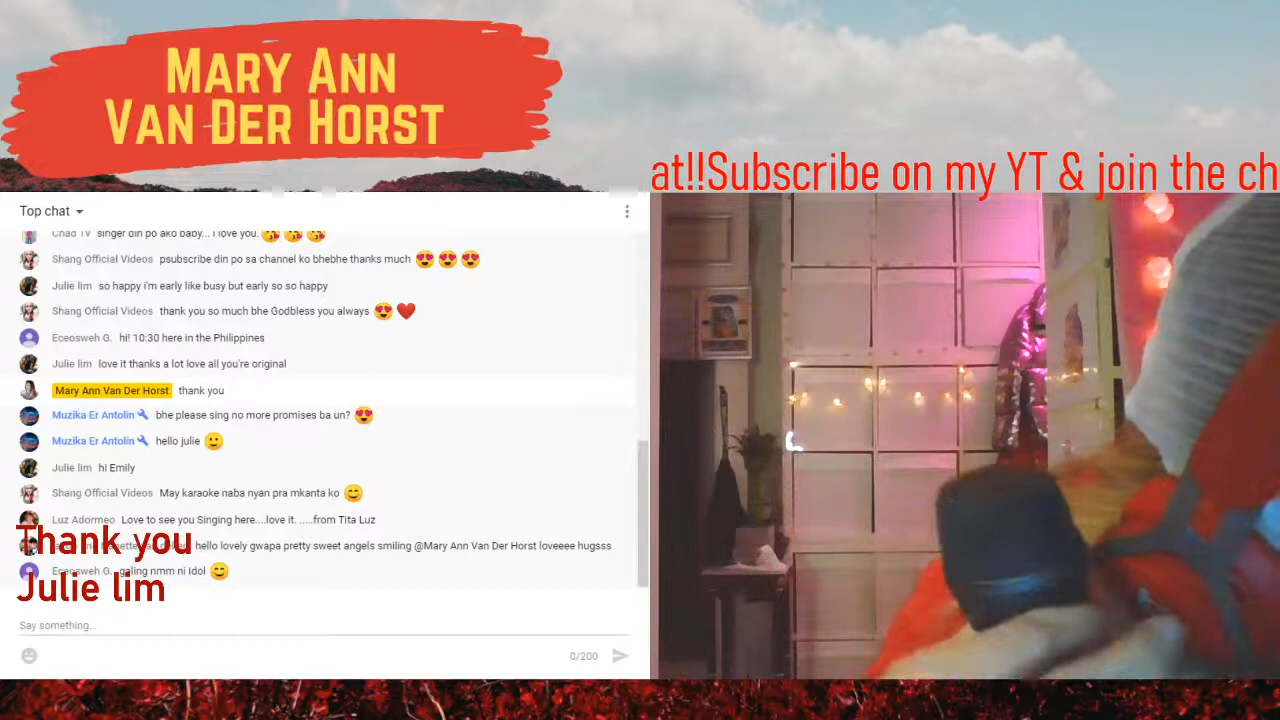 MARY ANN
VAN DER HORST
at!!Subscribe on my YT & join the ch
Top chat
Chad TV singer din po ako baby... I love you.
Shang Official Videos psubscribe din po sa channel ko bhebhe thanks much
Julie lim so happy i'm early like busy but early so so happy
Shang Official Videos thank you so much bhe Godbless you always
Eceosweh G. hi! 10:30 here in the Philippines
Julie lim love it thanks a lot love all you're original
Mary Ann Van Der Horst thank you
Muzika Er Antolin bhe please sing no more promises ba un?
Muzika Er Antolin hello julie
Julie lim hi Emily
Shang Official Videos May karaoke naba nyan pra mkanta ko
Luz Adormeo Love to see you Singing here....love it. .....from Tita Luz
hello lovely gwapa pretty sweet angels smiling @Mary Ann Van Der Horst loveeee hugsss
Eceosweh G. galing nmm ni Idol
Thank you
Julie lim
Say something...
0/200